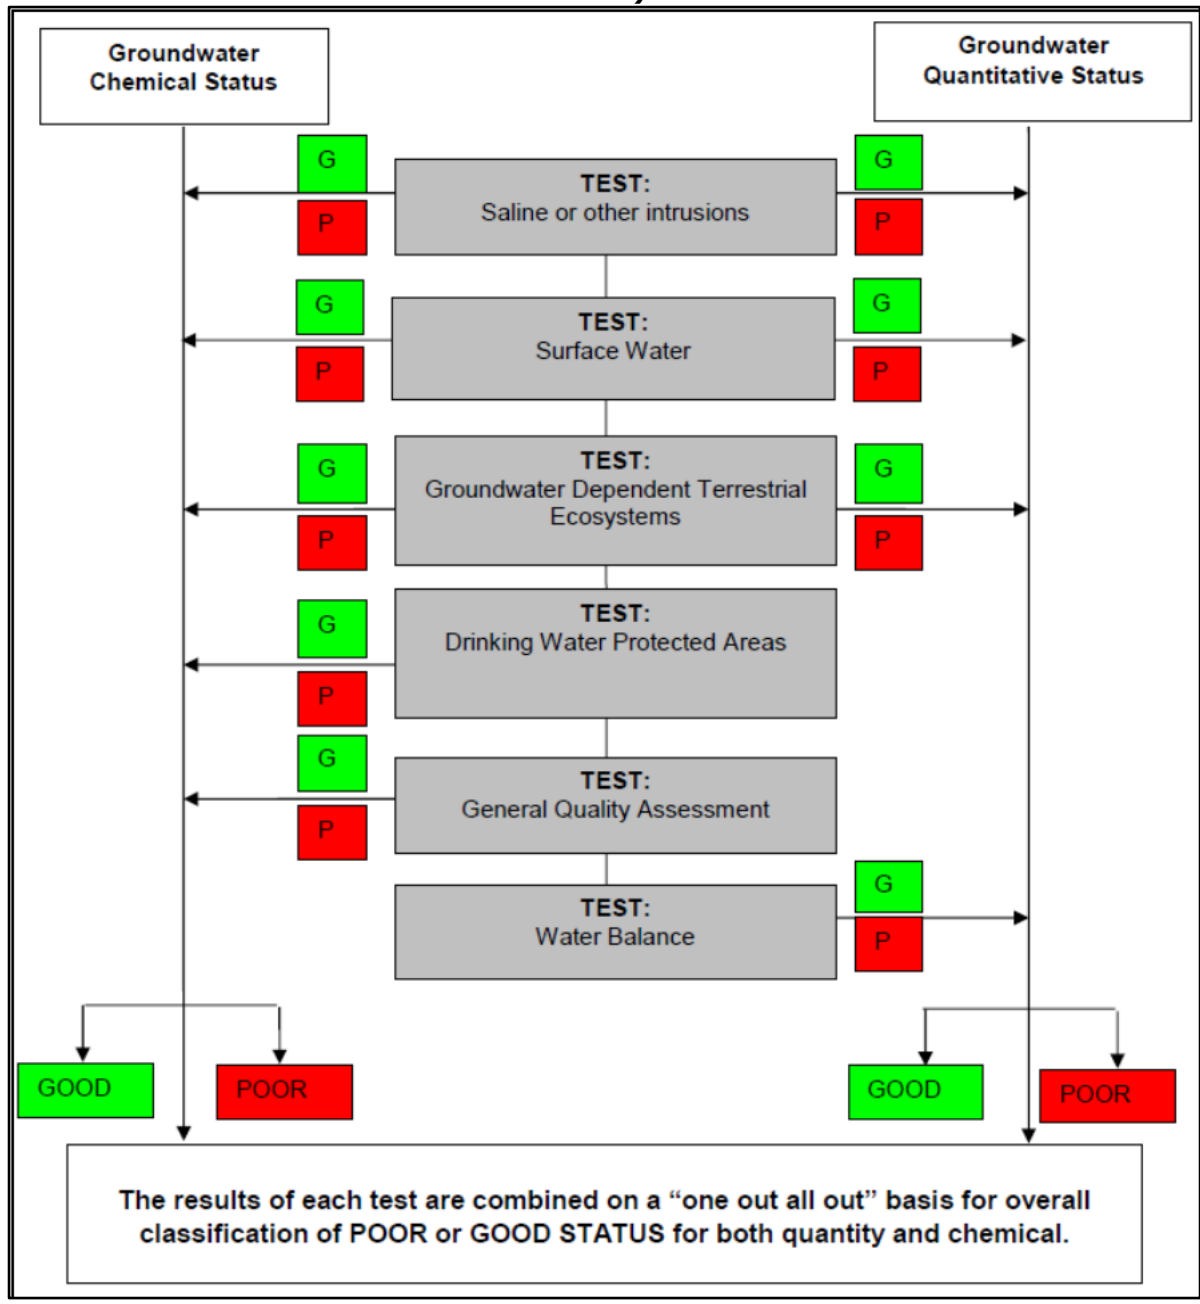 Groundwater
Chemical Status
Groundwater
Quantitative Status
G
P
TEST:
Saline or other intrusions
G
P
G
P
TEST:
Surface Water
G
P
G
P
TEST:
Groundwater Dependent Terrestrial
Ecosystems
G
P
G
P
TEST:
Drinking Water Protected Areas
G
P
TEST:
General Quality Assessment
TEST:
Water Balance
G
P
GOOD
POOR
GOOD
POOR
The results of each test are combined on a “one out all out” basis for overall
classification of POOR or GOOD STATUS for both quantity and chemical.